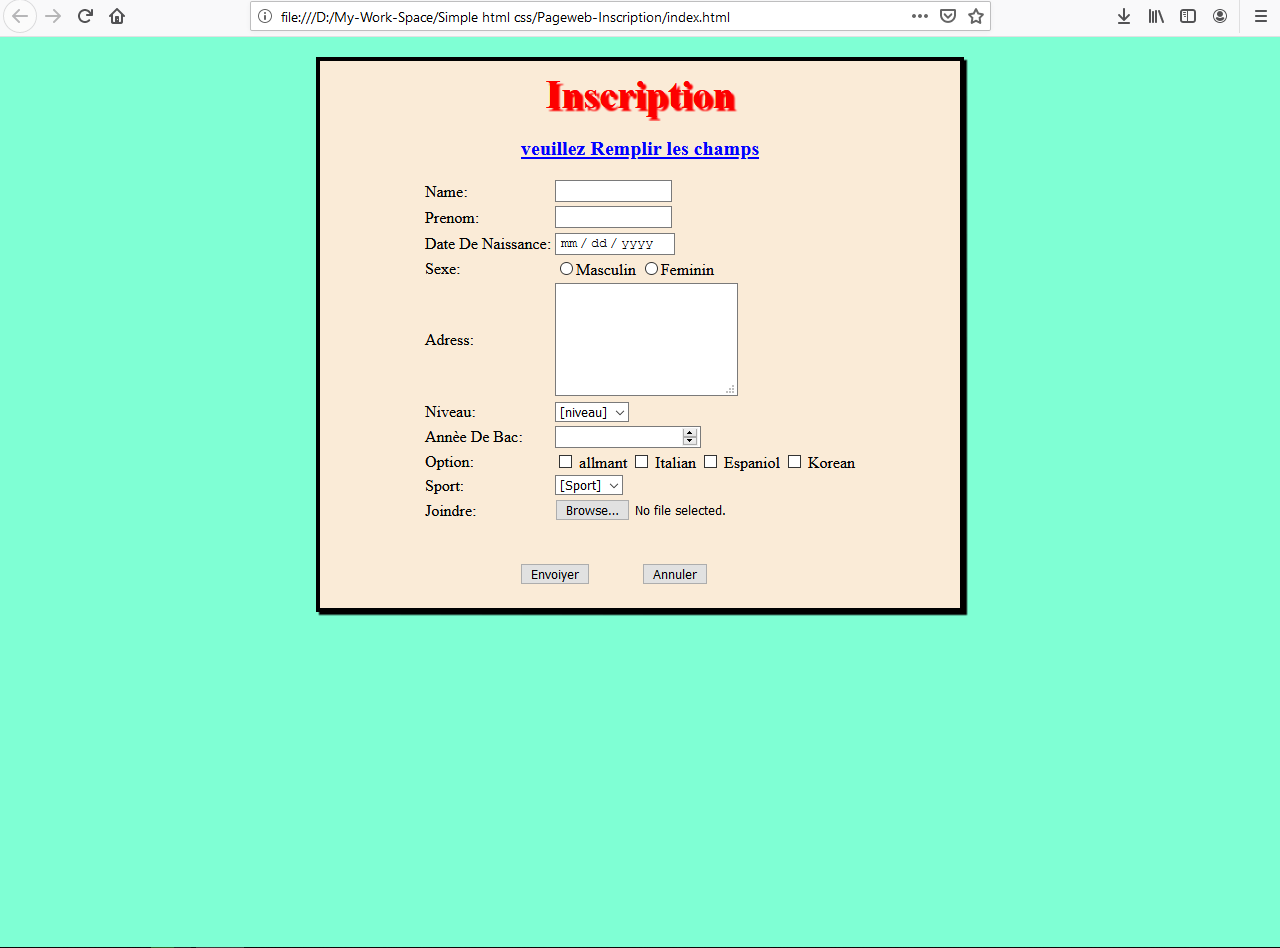 file:///D:/My-Work-Space/Simple html css/Pageweb-Inscription/index.html
Inscription
veuillez Remplir les champs
Name:
Prenom:
Date De Naissance: mm / dd / yyyy
Sexe: Masculin Feminin
Adress:
Niveau: [niveau]
Annèe De Bac:
Option: allmant Italian Espaniol Korean
Sport: [Sport]
Joindre: Browse... No file selected.
Envoiyer Annuler